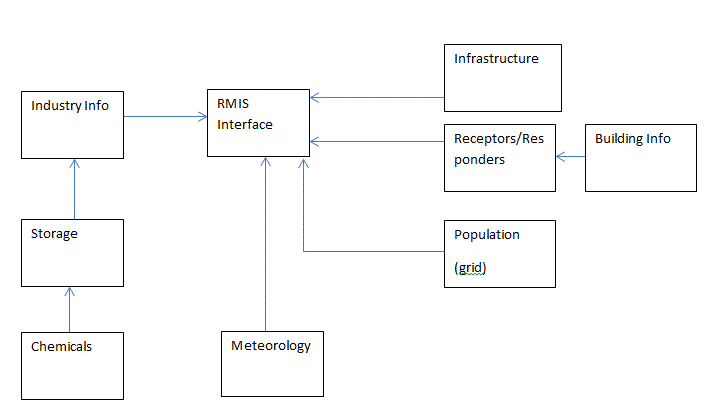 Infrastructure
RMIS
Interface
Industry Info
Receptors/Res
ponders
Building Info
Storage
Population
(grid)
Chemicals
Meteorology